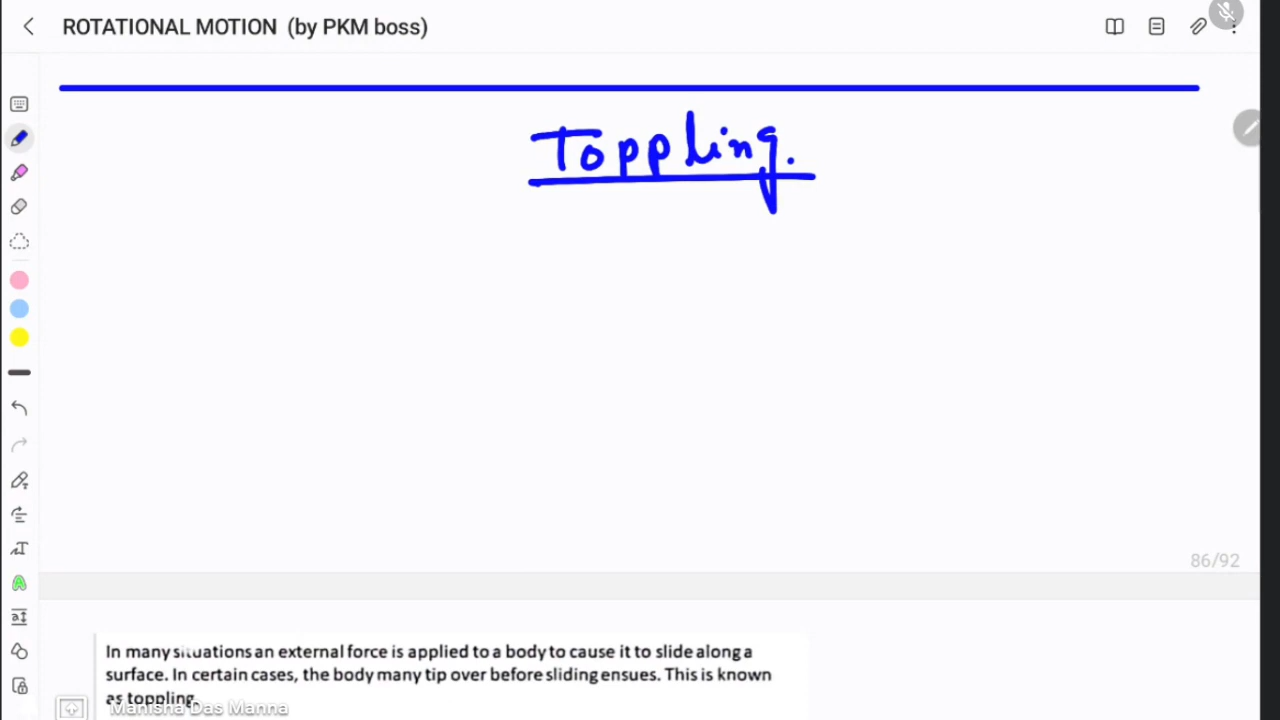 ROTATIONAL MOTION (by PKM boss)
Toppling.
86/92
In many situations an external force is applied to a body to cause it to slide along a
surface. In certain cases, the body many tip over before sliding ensues. This is known
as toppling.
Manisha Das Manna